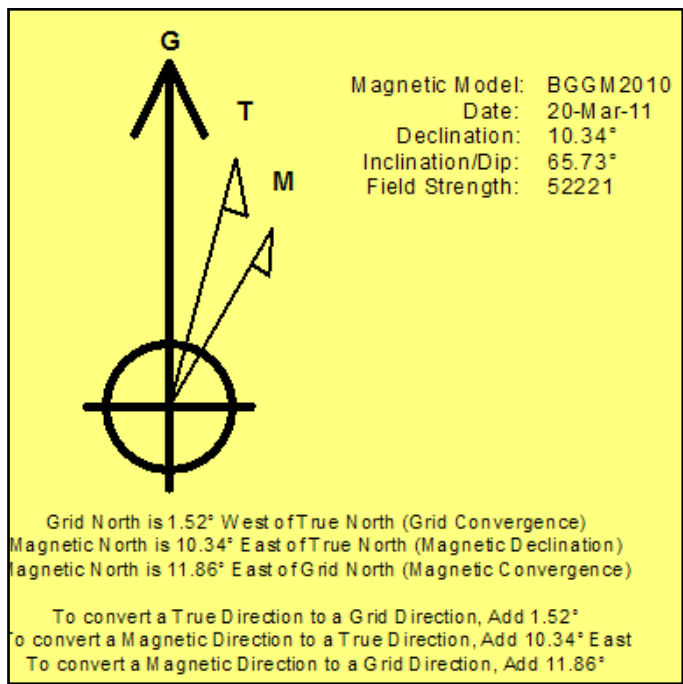 G
T
M
Magnetic Model: BGGM2010
Date: 20-Mar-11
Declination: 10.34°
Inclination/Dip: 65.73°
Field Strength: 52221
Grid North is 1.52° West of True North (Grid Convergence)
Magnetic North is 10.34° East of True North (Magnetic Declination)
Magnetic North is 11.86° East of Grid North (Magnetic Convergence)
To convert a True Direction to a Grid Direction, Add 1.52°
To convert a Magnetic Direction to a True Direction, Add 10.34° East
To convert a Magnetic Direction to a Grid Direction, Add 11.86°